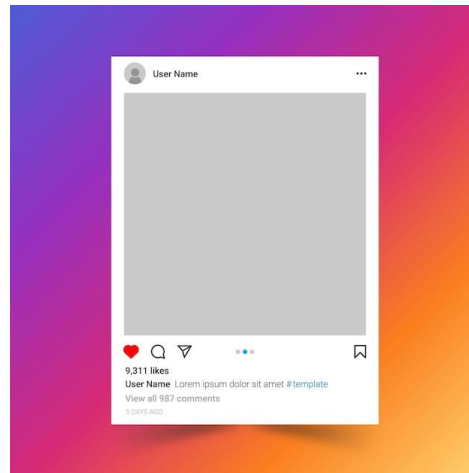 User Name
9,311 likes
User Name Lorem ipsum dolor sit amet #template
View all 987 comments
5 DAYS AGO